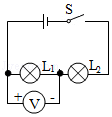 S
L₁ L₂
+ V -